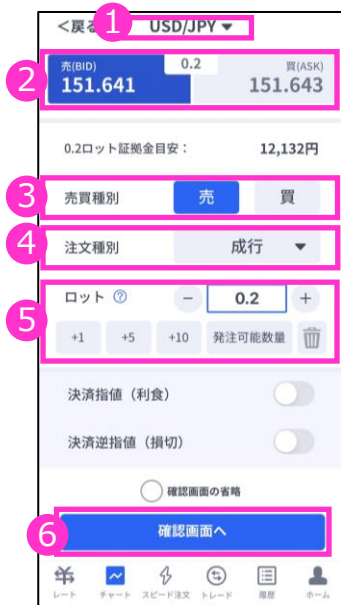 <戻る 1 USD/JPY ▼
2 売(BID) 0.2 買(ASK)
151.641 151.643
0.2ロット証拠金目安： 12,132円
3 売買種別 売 買
4 注文種別 成行 ▼
5 ロット ? − 0.2 +
+1 +5 +10 発注可能数量
決済指値（利食）
決済逆指値（損切）
確認画面の省略
6 確認画面へ
レート チャート スピード注文 トレード 履歴 ホーム